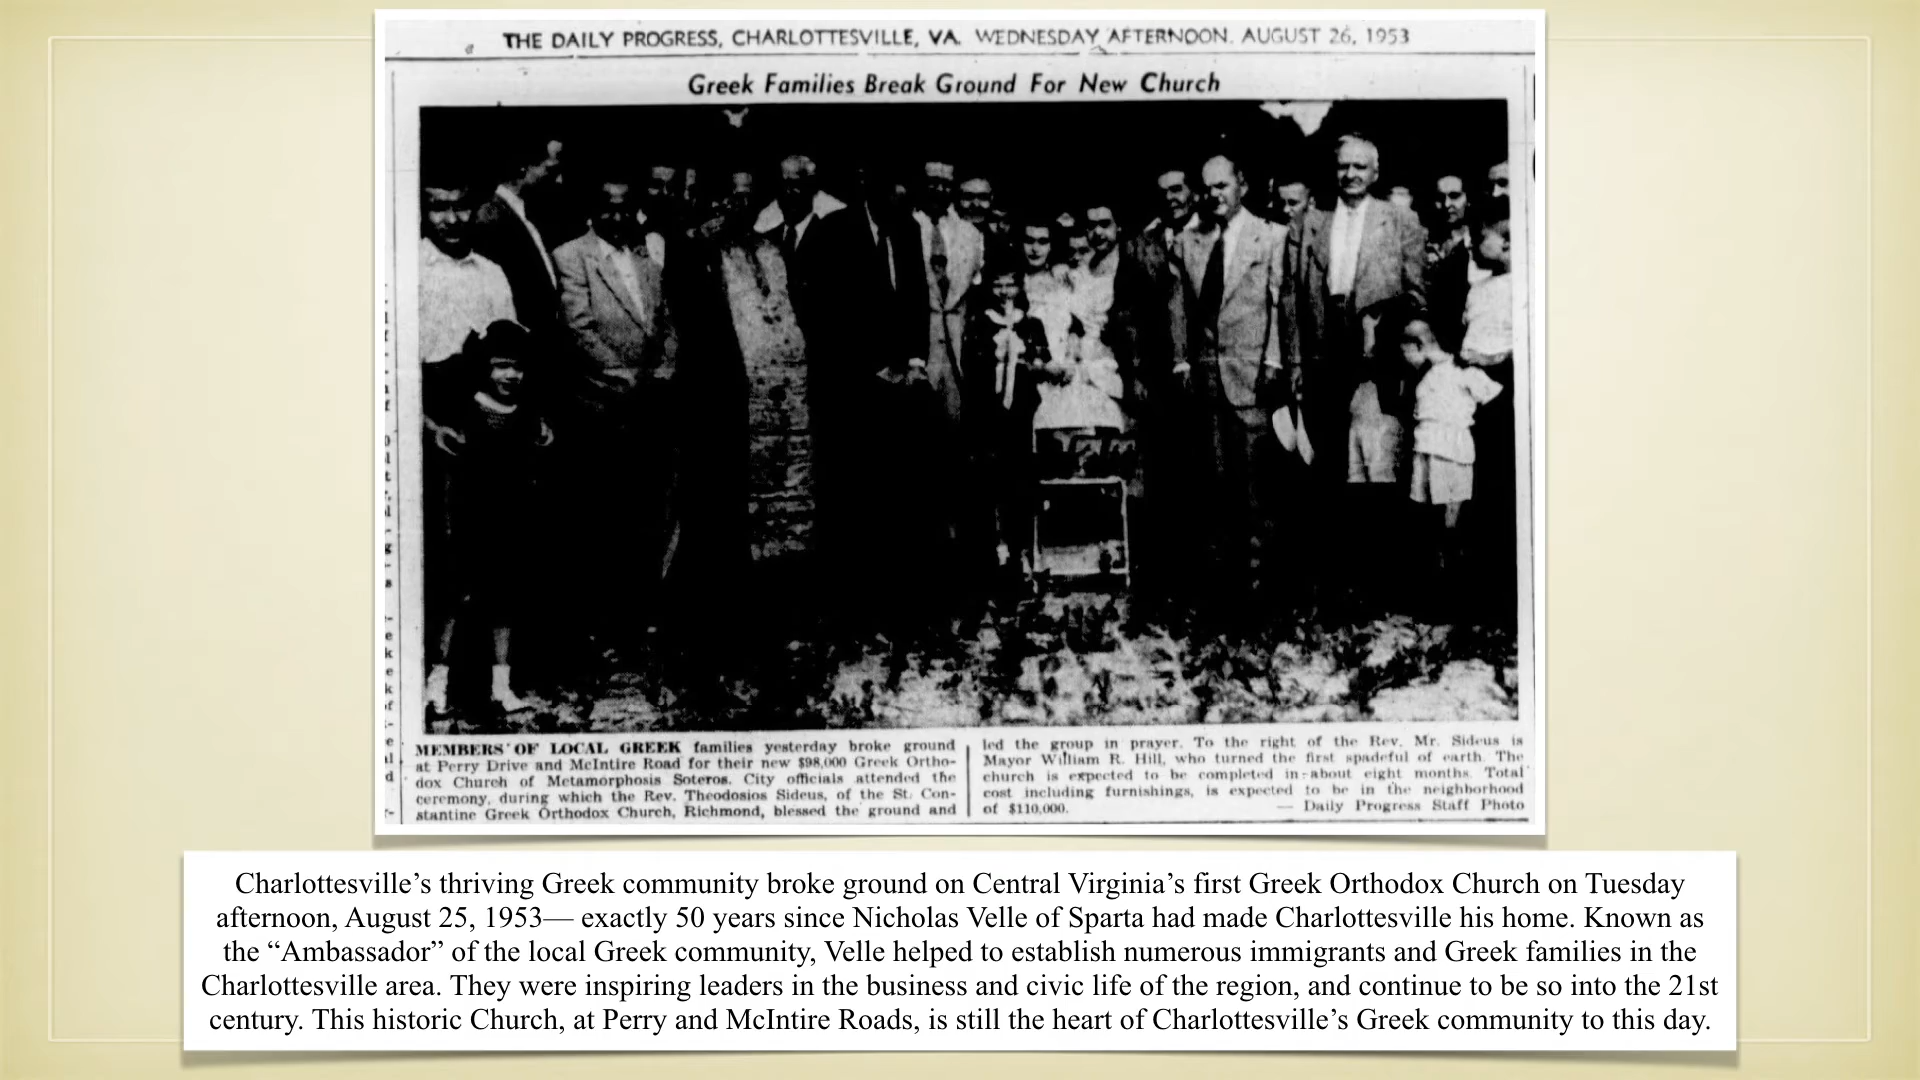 THE DAILY PROGRESS, CHARLOTTESVILLE, VA. WEDNESDAY AFTERNOON. AUGUST 26, 1953
Greek Families Break Ground For New Church
MEMBERS OF LOCAL GREEK families yesterday broke ground
at Perry Drive and McIntire Road for their new $98,000 Greek Ortho-
dox Church of Metamorphosis Soteros. City officials attended the
ceremony, during which the Rev. Theodosios Sideus, of the St. Con-
stantine Greek Orthodox Church, Richmond, blessed the ground and
led the group in prayer. To the right of the Rev. Mr. Sideus is
Mayor William R. Hill, who turned the first spadeful of earth. The
church is expected to be completed in about eight months. Total
cost including furnishings, is expected to be in the neighborhood
of $110,000. — Daily Progress Staff Photo
Charlottesville’s thriving Greek community broke ground on Central Virginia’s first Greek Orthodox Church on Tuesday
afternoon, August 25, 1953— exactly 50 years since Nicholas Velle of Sparta had made Charlottesville his home. Known as
the “Ambassador” of the local Greek community, Velle helped to establish numerous immigrants and Greek families in the
Charlottesville area. They were inspiring leaders in the business and civic life of the region, and continue to be so into the 21st
century. This historic Church, at Perry and McIntire Roads, is still the heart of Charlottesville’s Greek community to this day.